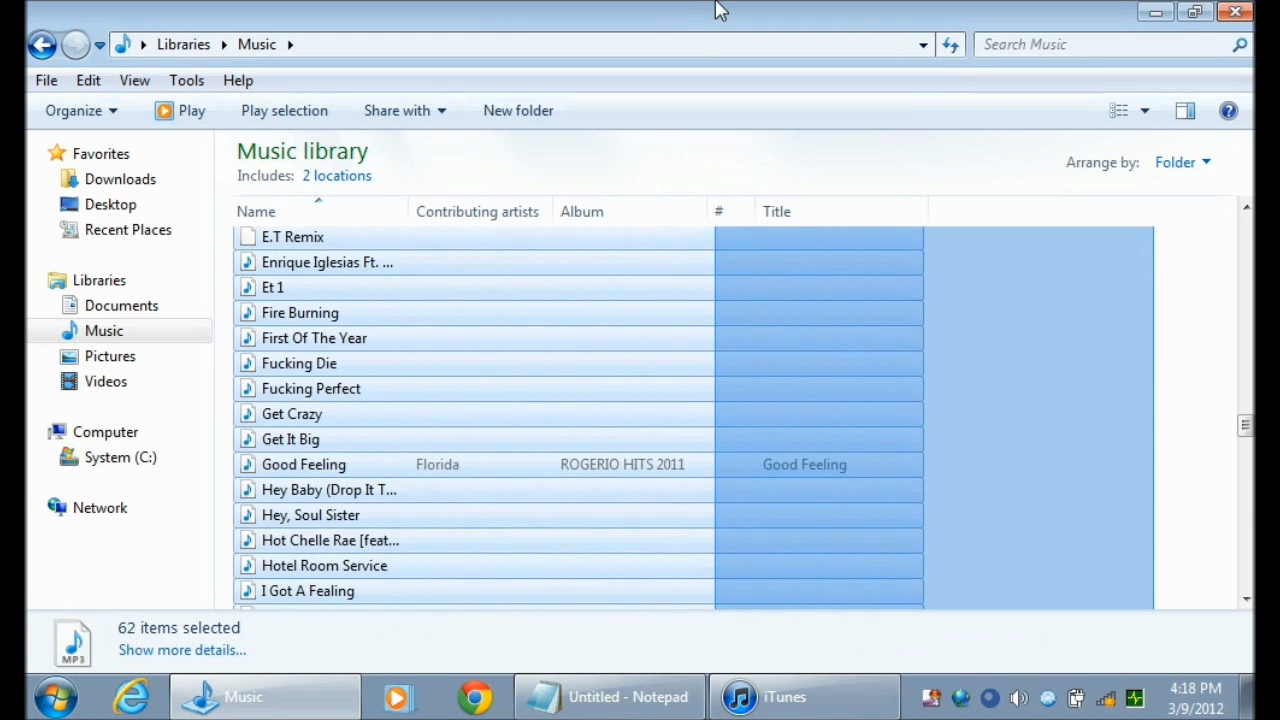 Libraries Music Search Music
File Edit View Tools Help
Organize Play Play selection Share with New folder
Favorites
Downloads
Desktop
Recent Places
Libraries
Documents
Music
Pictures
Videos
Computer
System (C:)
Network
Music library
Includes: 2 locations
Arrange by: Folder
Name Contributing artists Album # Title
E.T Remix
Enrique Iglesias Ft. ...
Et 1
Fire Burning
First Of The Year
Fucking Die
Fucking Perfect
Get Crazy
Get It Big
Good Feeling Florida ROGERIO HITS 2011 Good Feeling
Hey Baby (Drop It T...
Hey, Soul Sister
Hot Chelle Rae [feat...
Hotel Room Service
I Got A Fealing
MP3
62 items selected
Show more details...
Music Untitled - Notepad iTunes
4:18 PM
3/9/2012